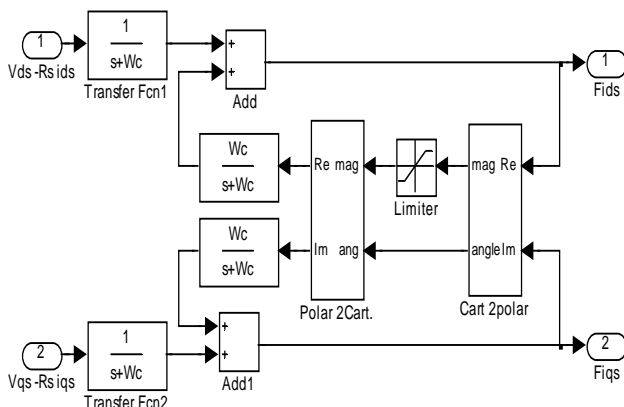 1
Vds -Rs ids
1
s+Wc
Transfer Fcn1
+
+
Add
1
Fids
Wc
s+Wc
Re mag
Im ang
Polar 2Cart.
Limiter
mag Re
angle Im
Cart 2polar
Wc
s+Wc
2
Vqs -Rs iqs
1
s+Wc
Transfer Fcn2
+
+
Add1
2
Fiqs